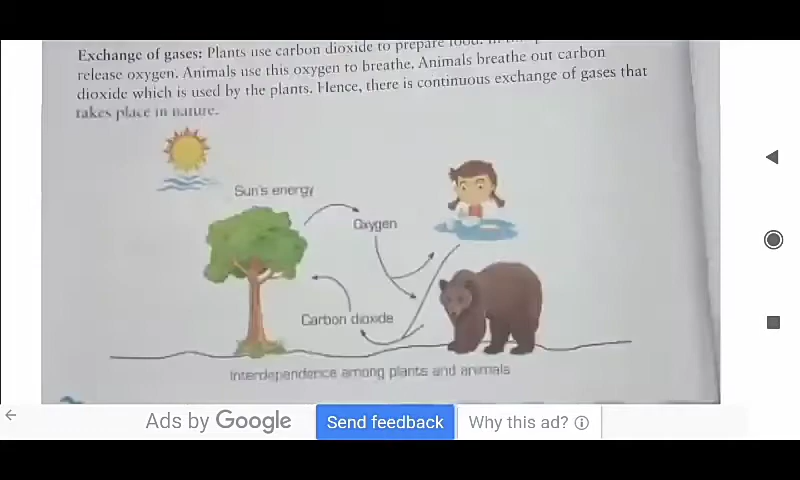 Exchange of gases: Plants use carbon dioxide to prepare food.
release oxygen. Animals use this oxygen to breathe. Animals breathe out carbon
dioxide which is used by the plants. Hence, there is continuous exchange of gases that
takes place in nature.
Sun's energy
Oxygen
Carbon dioxide
Interdependence among plants and animals
Ads by Google
Send feedback
Why this ad?